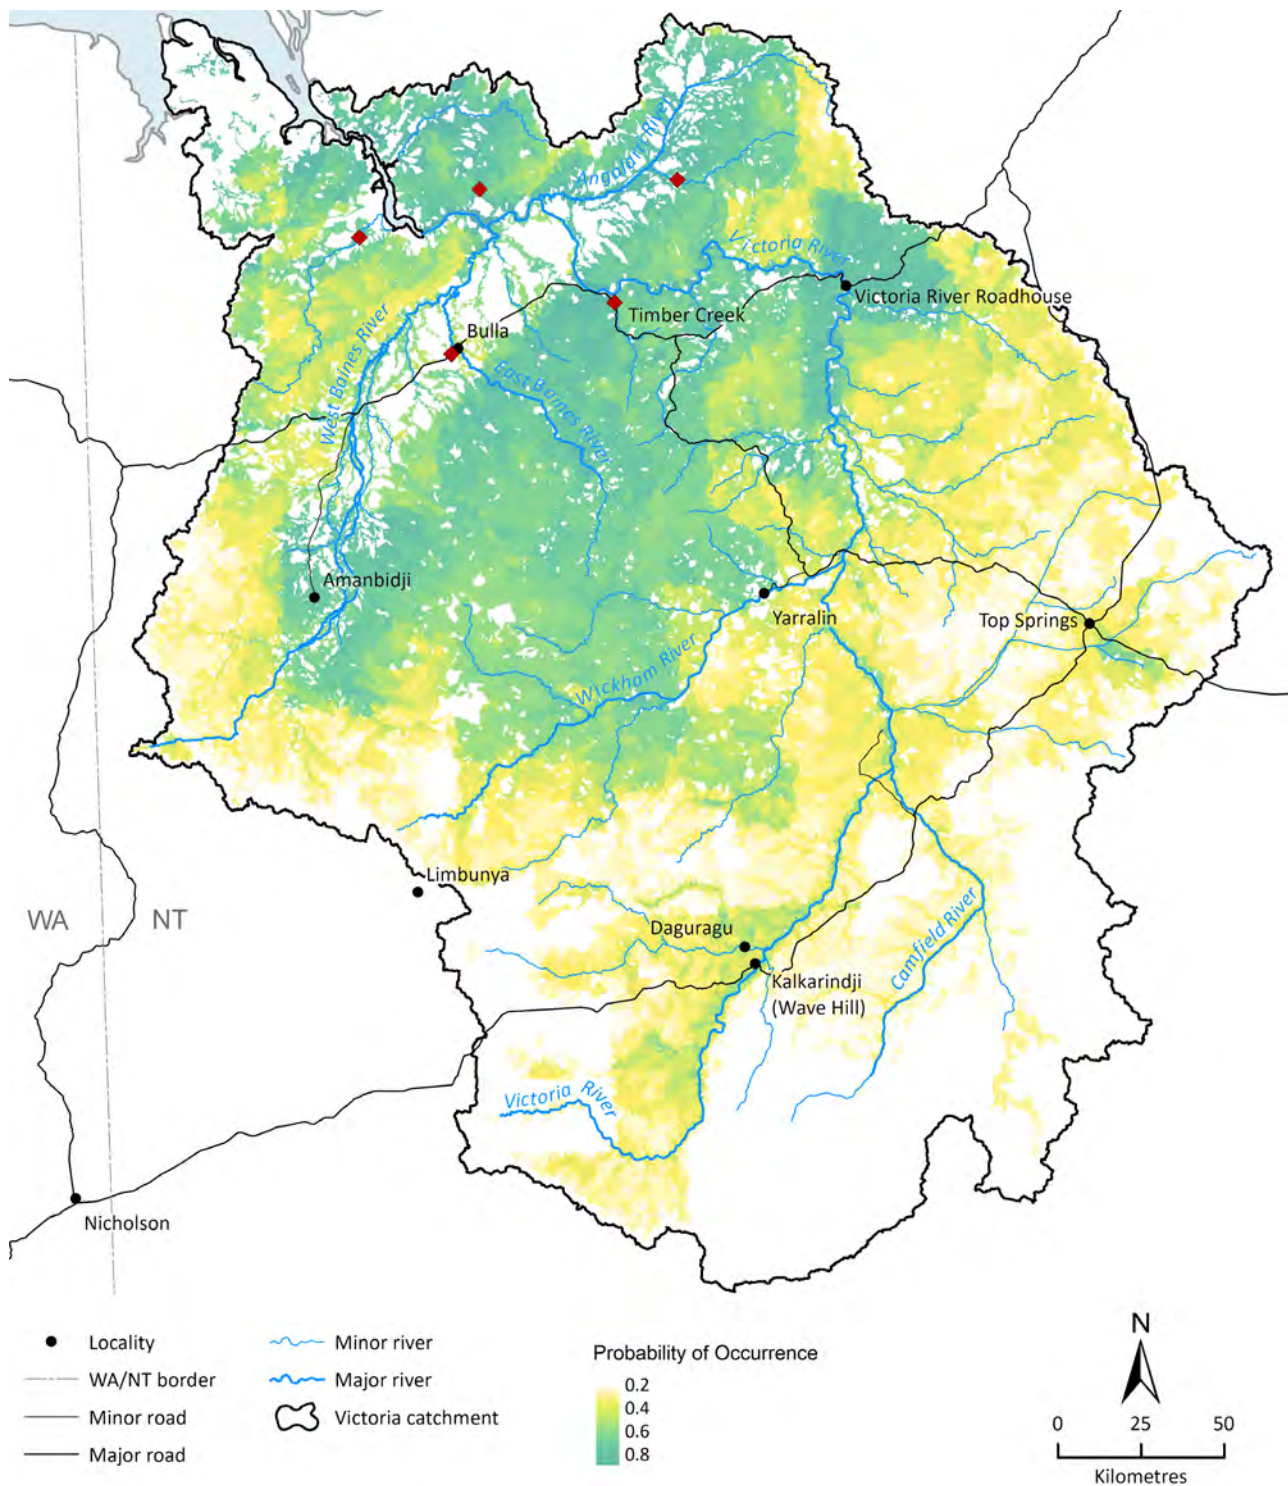 Angalarri River
Victoria River
Victoria River Roadhouse
Timber Creek
Bulla
West Baines River
East Baines River
Amanbidji
Yarralin
Top Springs
Wickham River
Limbunya
WA
NT
Daguragu
Kalkarindji
(Wave Hill)
Camfield River
Victoria River
Nicholson
Locality
WA/NT border
Minor road
Major road
Minor river
Major river
Victoria catchment
Probability of Occurrence
0.2
0.4
0.6
0.8
N
0 25 50
Kilometres